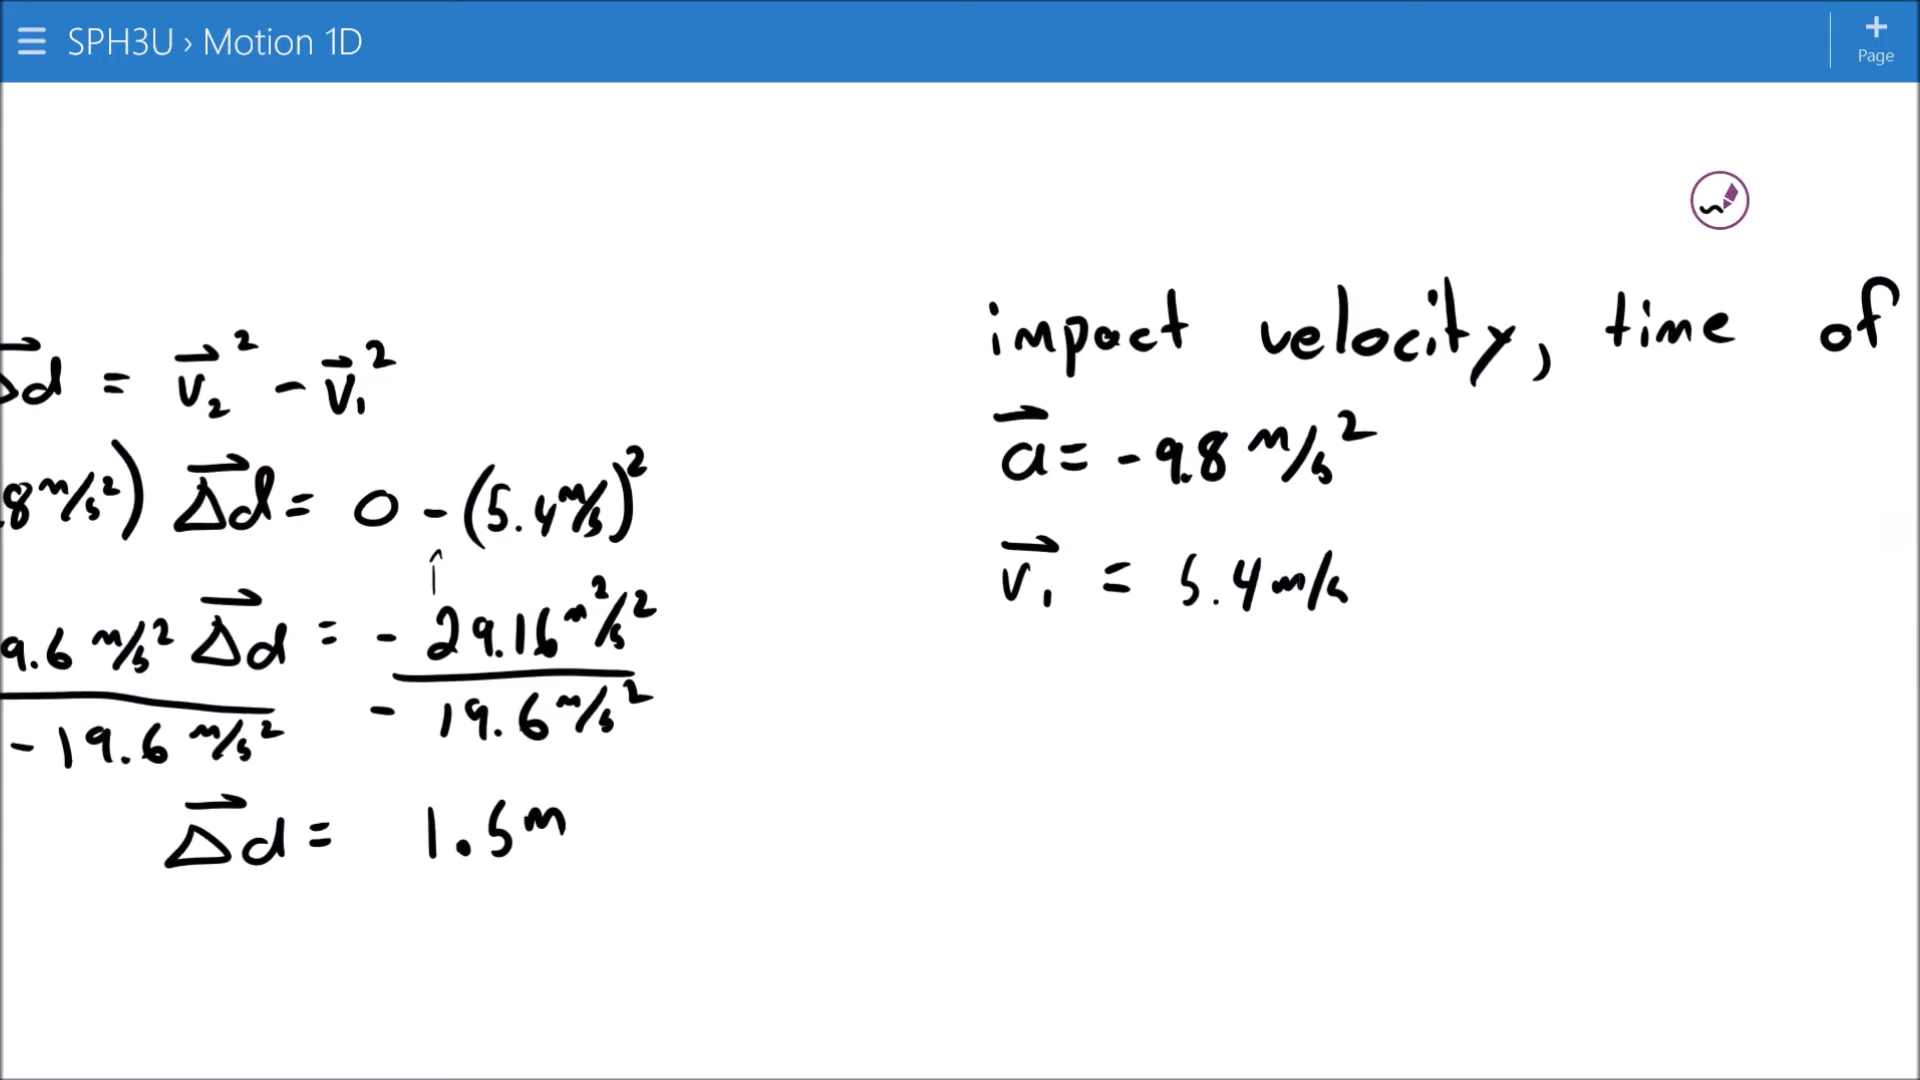 SPH3U › Motion 1D
+
Page
Δd = v₂² - v₁²
8 m/s²) Δd = 0 - (5.4 m/s)²
9.6 m/s² Δd = - 29.16 m²/s²
- 19.6 m/s² - 19.6 m/s²
Δd = 1.5 m
impact velocity, time of
a = - 9.8 m/s²
v₁ = 5.4 m/s